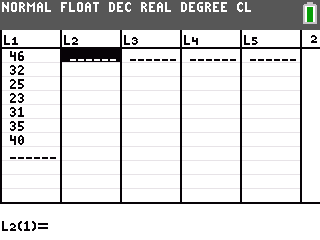 NORMAL FLOAT DEC REAL DEGREE CL
L1 L2 L3 L4 L5 2
46 ------ ------ ------ ------
32
25
23
31
35
40
------
L2(1)=